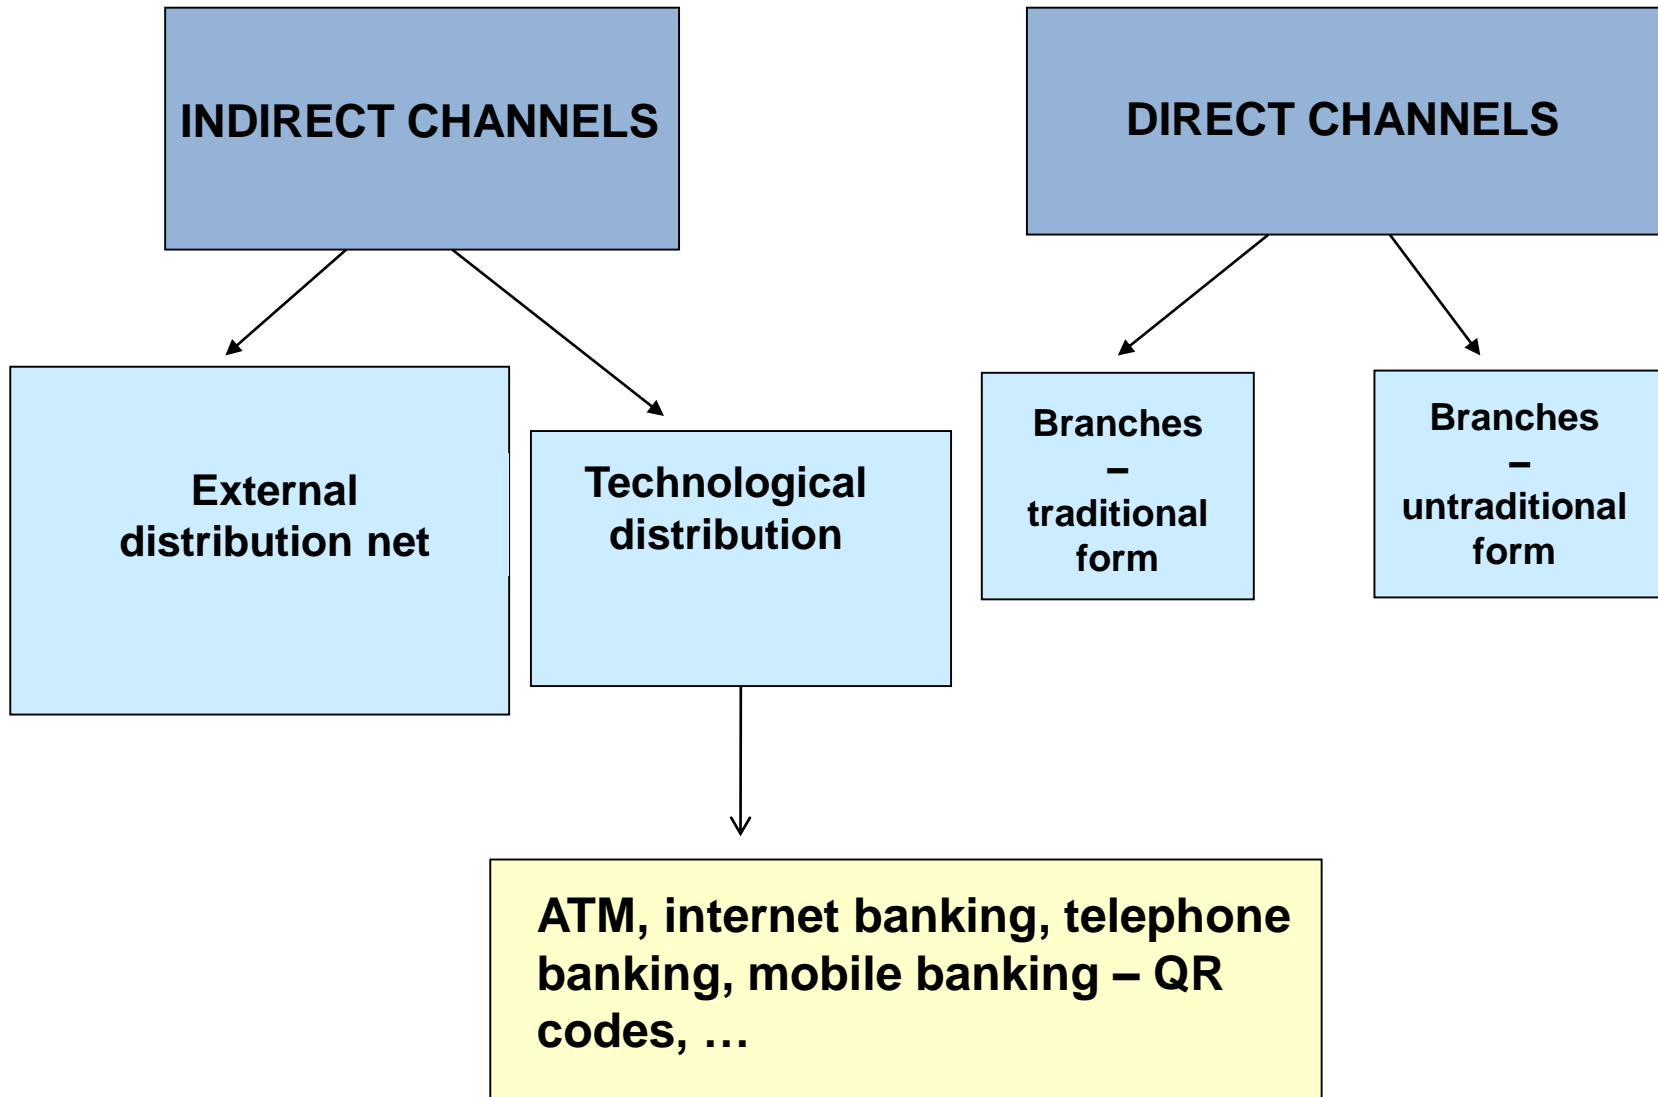 INDIRECT CHANNELS
DIRECT CHANNELS
External
distribution net
Technological
distribution
Branches
–
traditional
form
Branches
–
untraditional
form
ATM, internet banking, telephone
banking, mobile banking – QR
codes, …